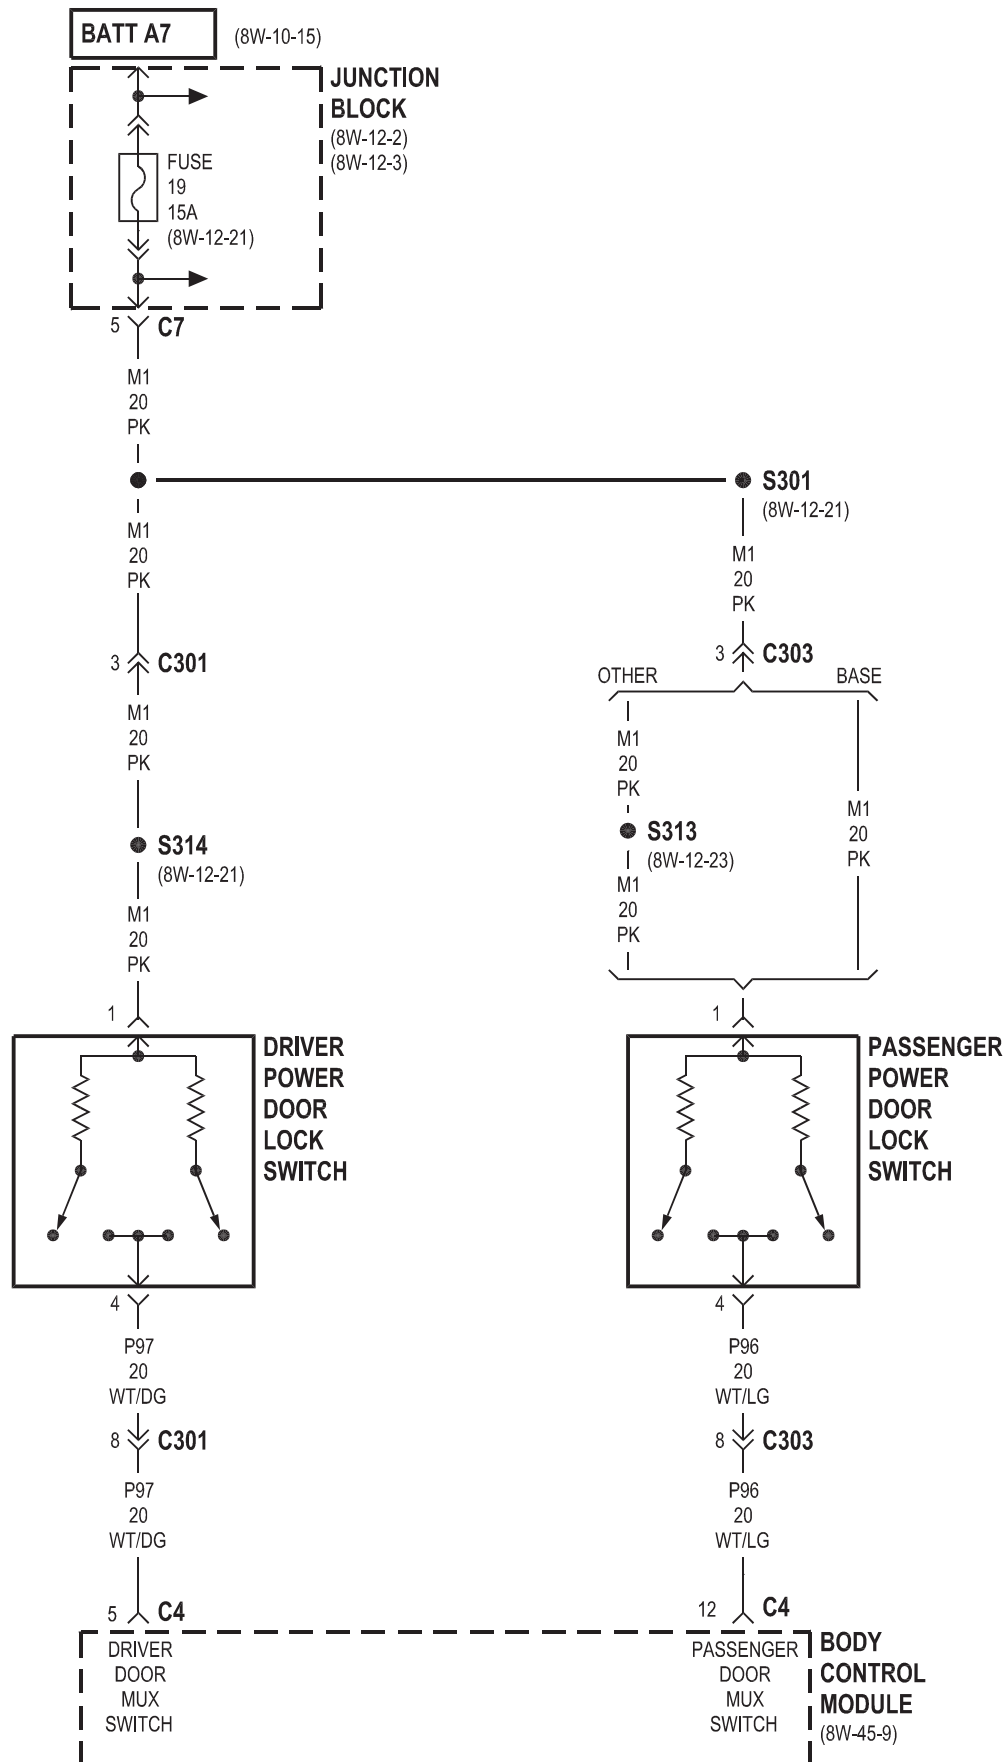 BATT A7
(8W-10-15)
JUNCTION
BLOCK
(8W-12-2)
(8W-12-3)
FUSE
19
15A
(8W-12-21)
5
C7
M1
20
PK
S301
(8W-12-21)
M1
20
PK
M1
20
PK
3
C301
3
C303
OTHER
BASE
M1
20
PK
M1
20
PK
M1
20
PK
S314
(8W-12-21)
S313
(8W-12-23)
M1
20
PK
M1
20
PK
1
1
DRIVER
POWER
DOOR
LOCK
SWITCH
PASSENGER
POWER
DOOR
LOCK
SWITCH
4
4
P97
20
WT/DG
P96
20
WT/LG
8
C301
8
C303
P97
20
WT/DG
P96
20
WT/LG
5
C4
12
C4
DRIVER
DOOR
MUX
SWITCH
PASSENGER
DOOR
MUX
SWITCH
BODY
CONTROL
MODULE
(8W-45-9)